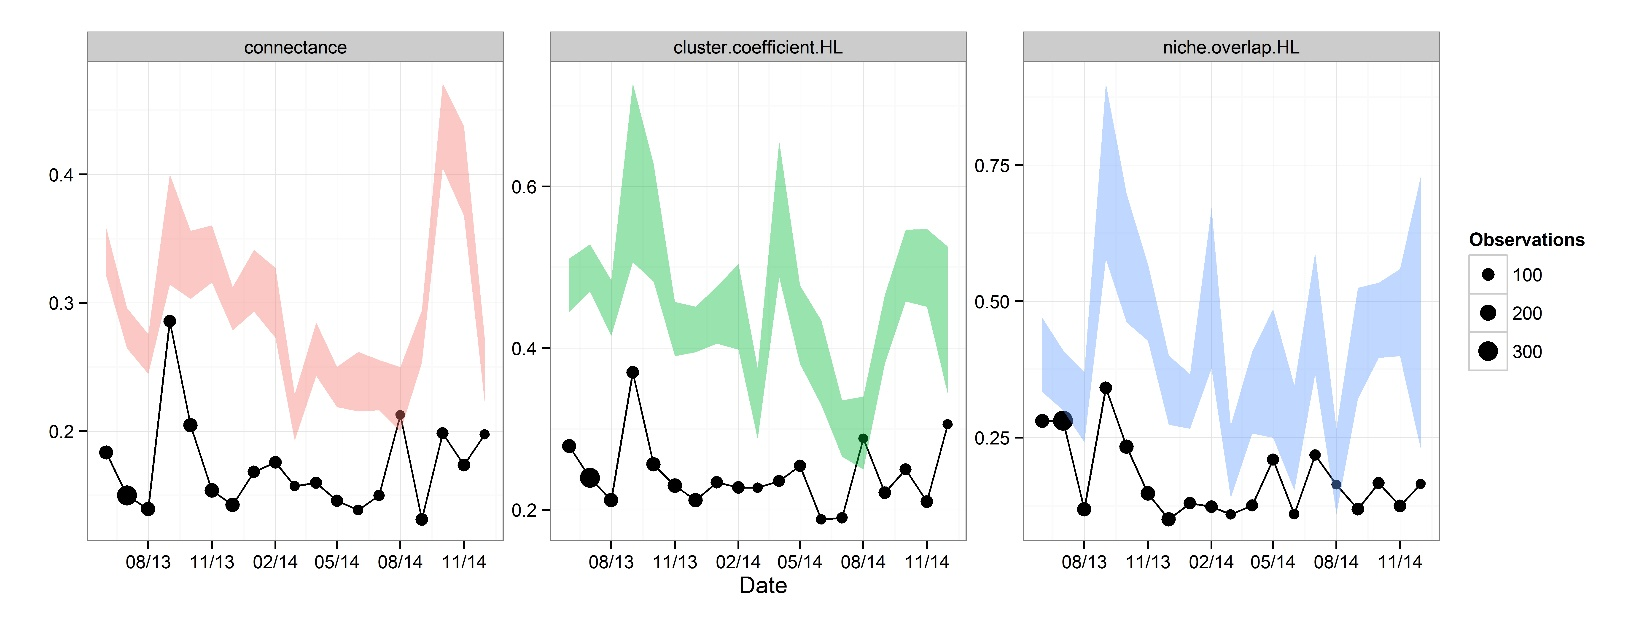 connectance cluster.coefficient.HL niche.overlap.HL
0.4
0.3
0.2
0.6
0.4
0.2
0.75
0.50
0.25
08/13 11/13 02/14 05/14 08/14 11/14
08/13 11/13 02/14 05/14 08/14 11/14
08/13 11/13 02/14 05/14 08/14 11/14
Date
Observations
100
200
300